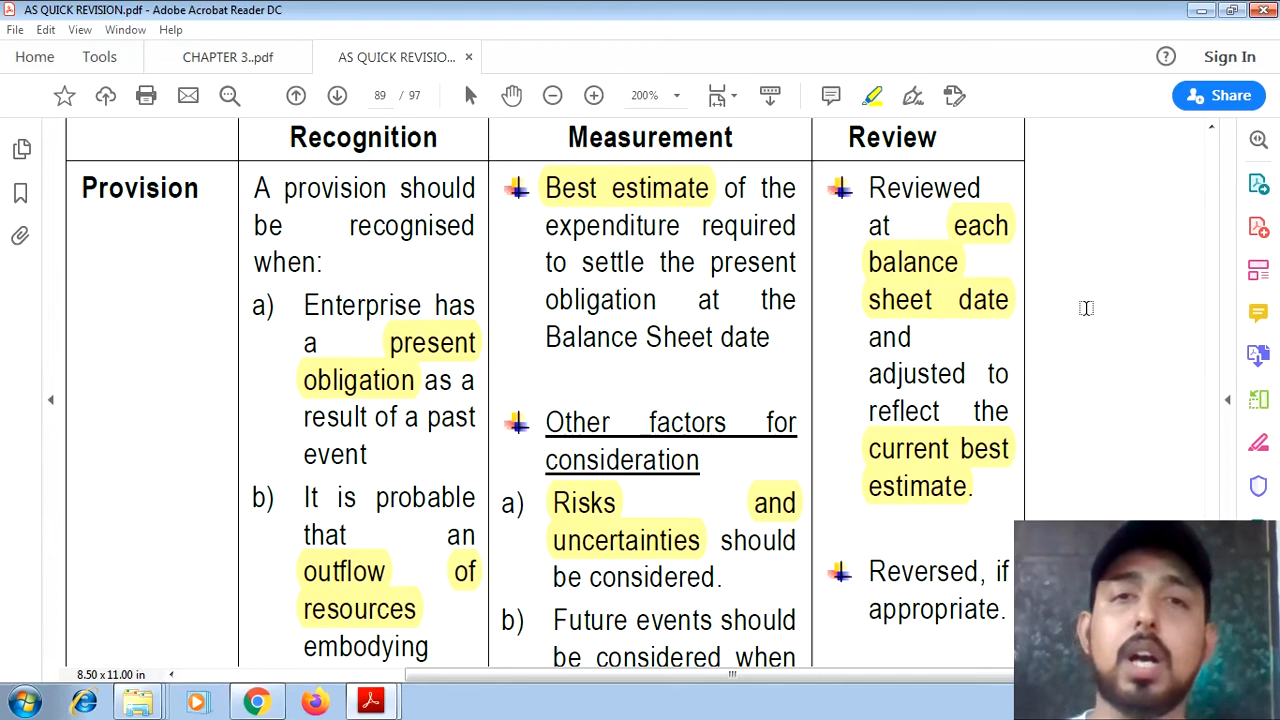 AS QUICK REVISION.pdf - Adobe Acrobat Reader DC
File Edit View Window Help
Home Tools CHAPTER 3..pdf AS QUICK REVISIO... × Sign In
89 / 97 200% Share
Recognition Measurement Review
Provision
A provision should
be recognised
when:
a) Enterprise has
a present
obligation as a
result of a past
event
b) It is probable
that an
outflow of
resources
embodying
Best estimate of the
expenditure required
to settle the present
obligation at the
Balance Sheet date
Other factors for
consideration
a) Risks and
uncertainties should
be considered.
b) Future events should
be considered when
Reviewed
at each
balance
sheet date
and
adjusted to
reflect the
current best
estimate.
Reversed, if
appropriate.
8.50 x 11.00 in